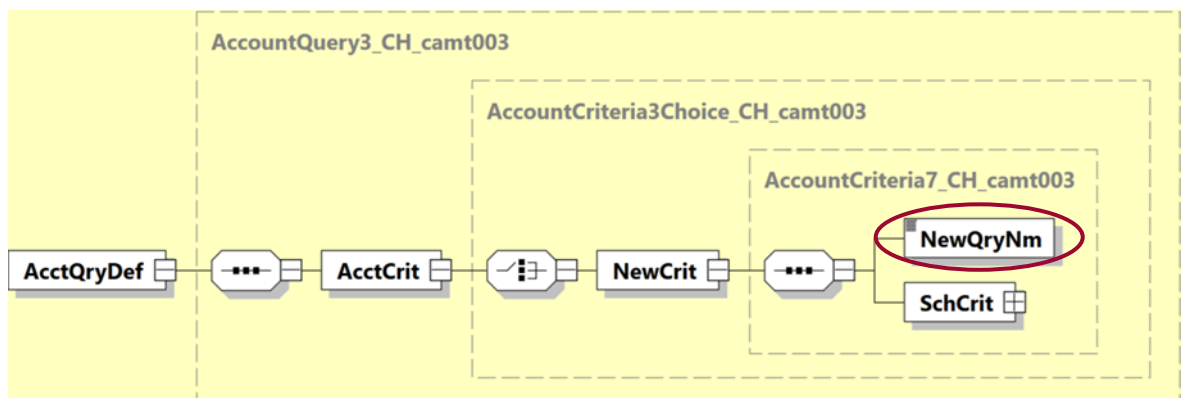 AccountQuery3_CH_camt003
AccountCriteria3Choice_CH_camt003
AccountCriteria7_CH_camt003
NewQryNm
AcctQryDef
AcctCrit
NewCrit
SchCrit